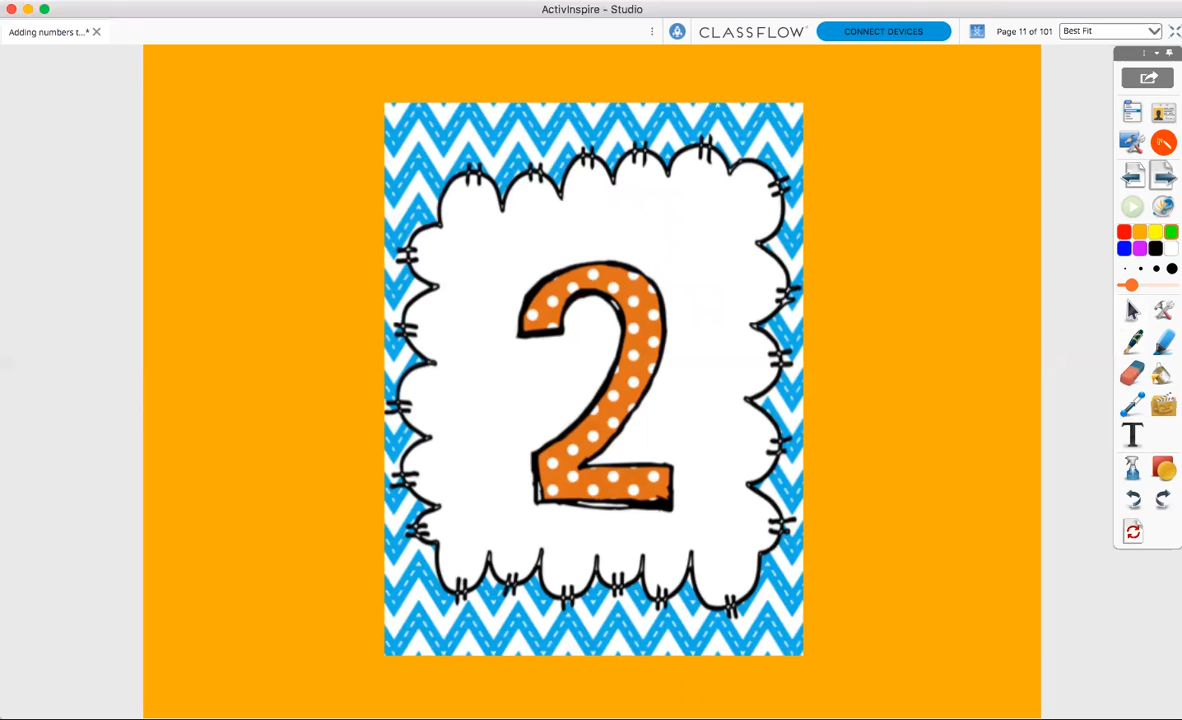 ActivInspire - Studio
Adding numbers t...*
CLASSFLOW
CONNECT DEVICES
Page 11 of 101
Best Fit
2
T